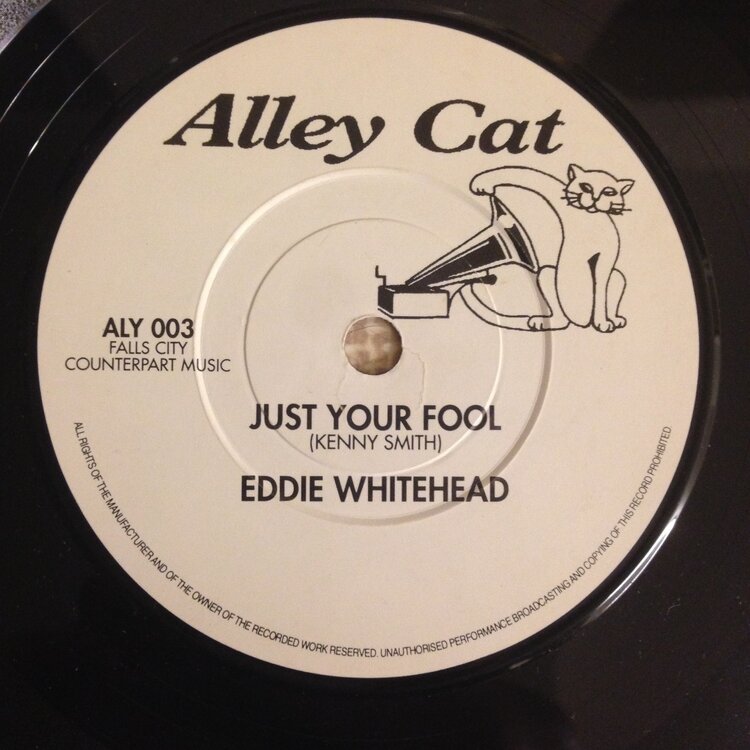 Alley Cat
ALY 003
FALLS CITY
COUNTERPART MUSIC
JUST YOUR FOOL
(KENNY SMITH)
EDDIE WHITEHEAD
ALL RIGHTS OF THE MANUFACTURER AND OF THE OWNER OF THE RECORDED WORK RESERVED. UNAUTHORISED PERFORMANCE BROADCASTING AND COPYING OF THIS RECORD PROHIBITED